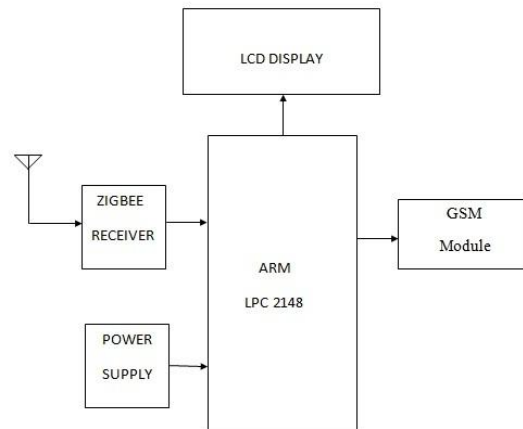 LCD DISPLAY
ZIGBEE
RECEIVER
GSM
Module
ARM
LPC 2148
POWER
SUPPLY